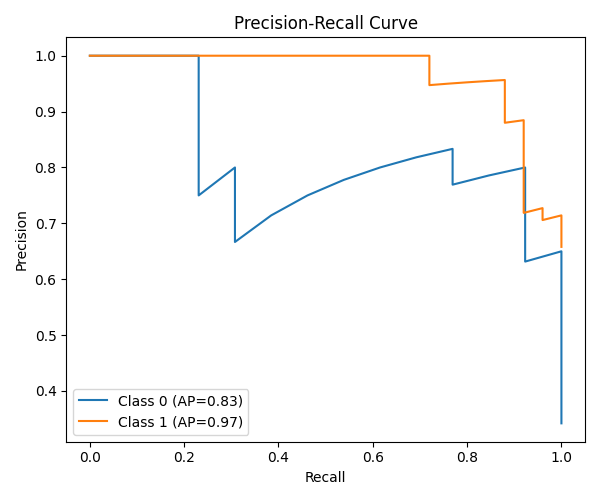 Precision-Recall Curve
1.0
0.9
0.8
0.7
0.6
0.5
0.4
Precision
Class 0 (AP=0.83)
Class 1 (AP=0.97)
0.0 0.2 0.4 0.6 0.8 1.0
Recall